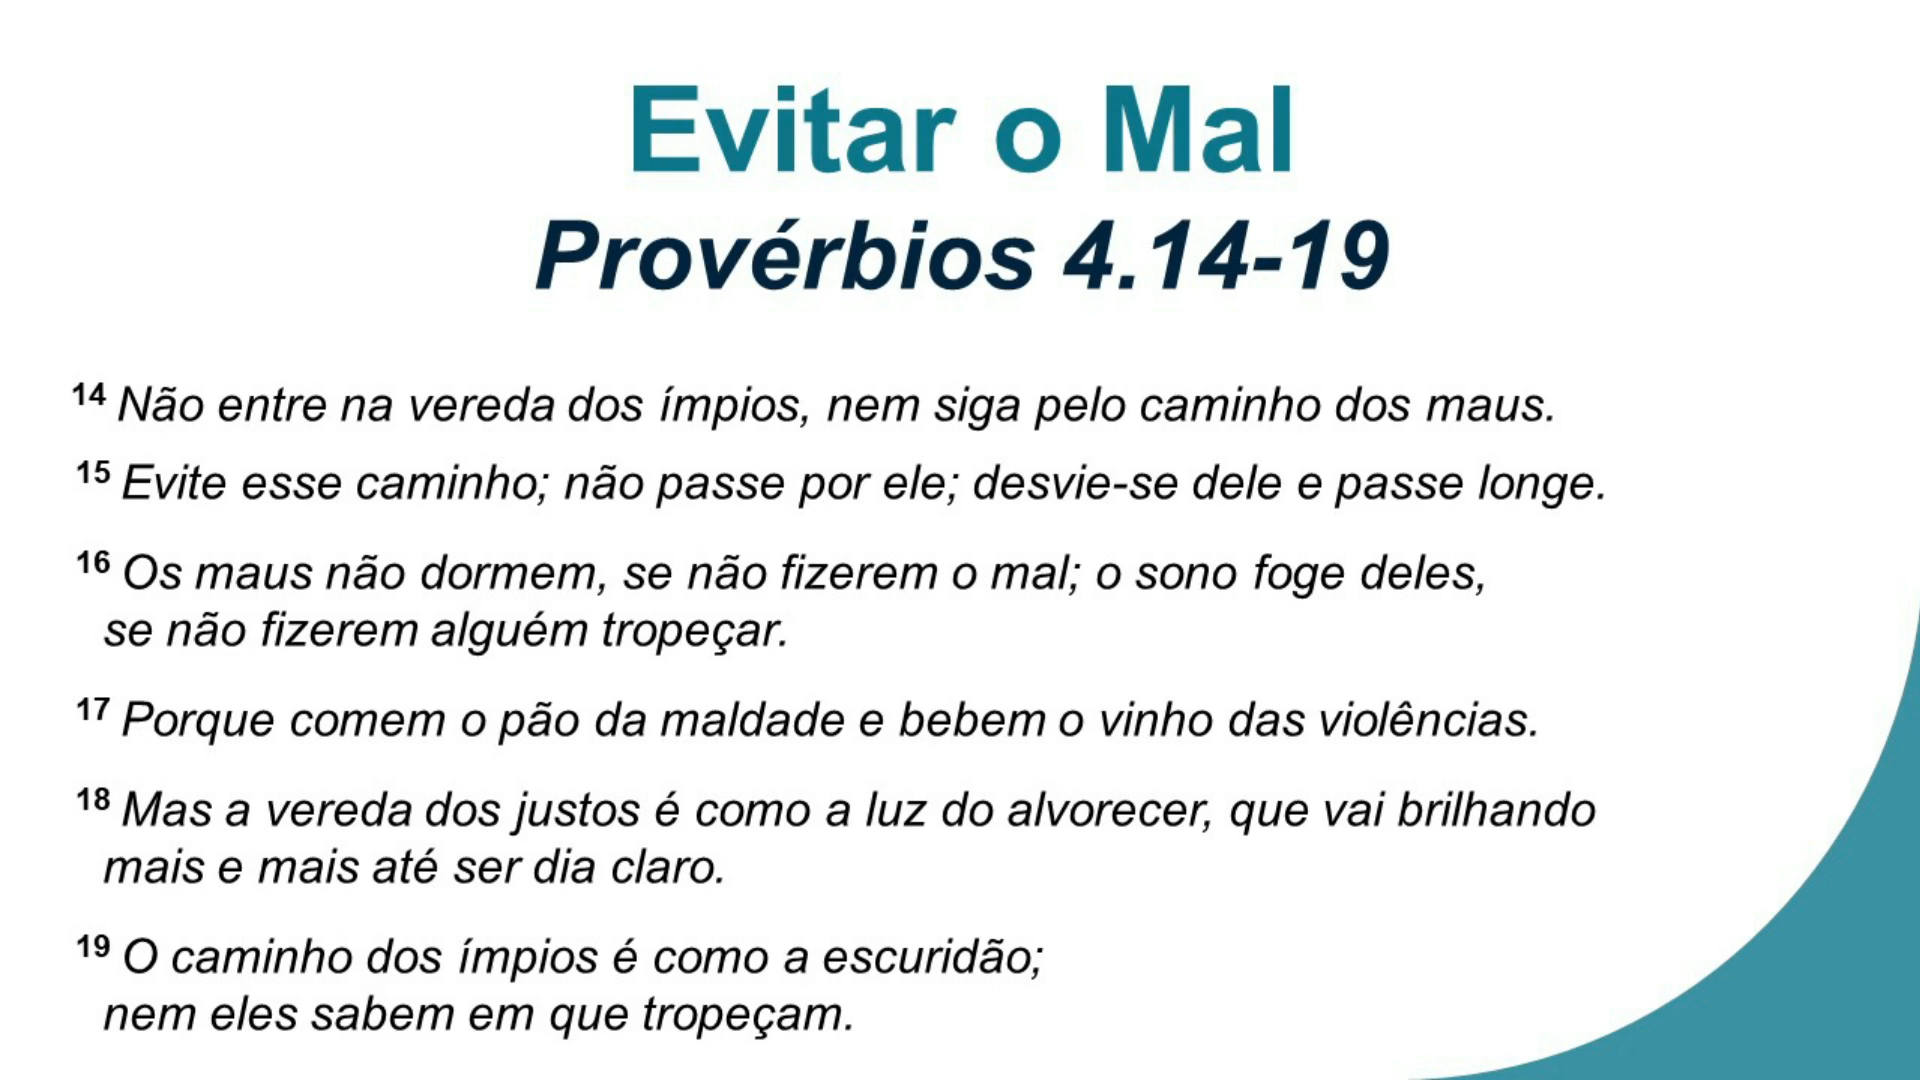 Evitar o Mal
Provérbios 4.14-19
14 Não entre na vereda dos ímpios, nem siga pelo caminho dos maus.
15 Evite esse caminho; não passe por ele; desvie-se dele e passe longe.
16 Os maus não dormem, se não fizerem o mal; o sono foge deles,
se não fizerem alguém tropeçar.
17 Porque comem o pão da maldade e bebem o vinho das violências.
18 Mas a vereda dos justos é como a luz do alvorecer, que vai brilhando
mais e mais até ser dia claro.
19 O caminho dos ímpios é como a escuridão;
nem eles sabem em que tropeçam.